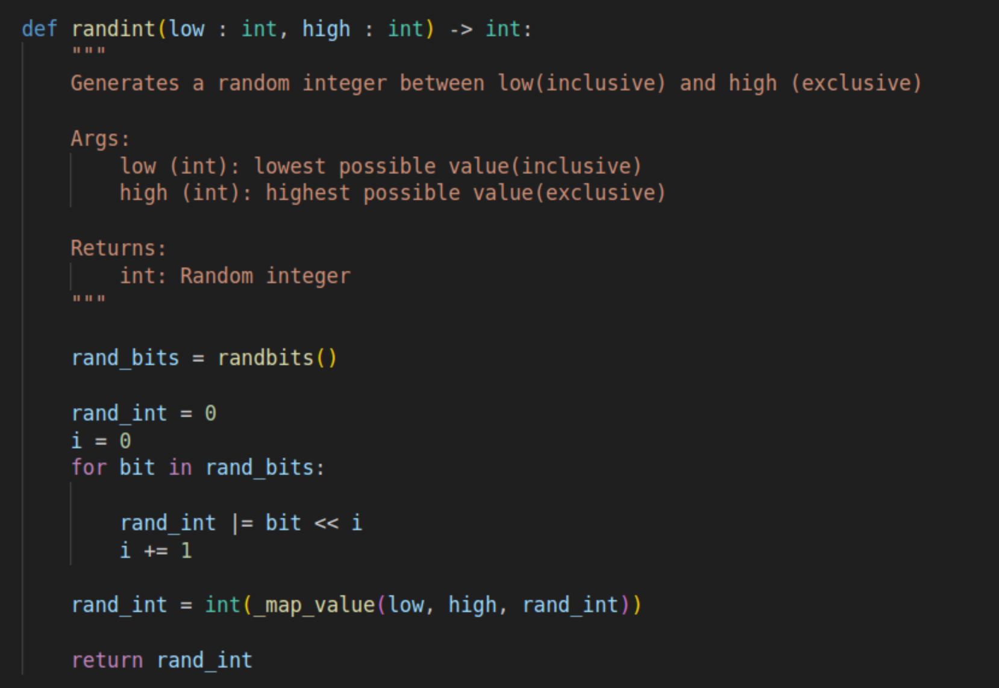 def randint(low : int, high : int) -> int:
    """
    Generates a random integer between low(inclusive) and high (exclusive)

    Args:
        low (int): lowest possible value(inclusive)
        high (int): highest possible value(exclusive)

    Returns:
        int: Random integer
    """

    rand_bits = randbits()

    rand_int = 0
    i = 0
    for bit in rand_bits:

        rand_int |= bit << i
        i += 1

    rand_int = int(_map_value(low, high, rand_int))

    return rand_int